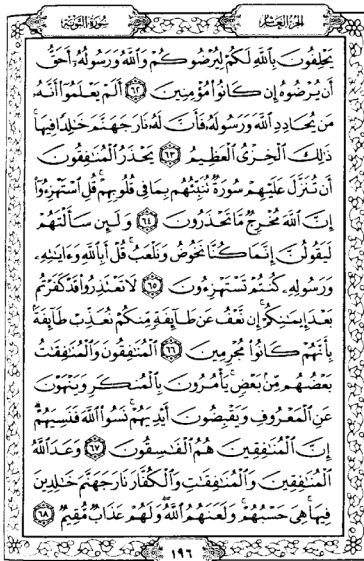 الجزء العاشر
سورة التوبة
يَحْلِفُونَ بِٱللَّهِ لَكُمْ لِيُرْضُوكُمْ وَٱللَّهُ وَرَسُولُهُۥٓ أَحَقُّ
أَن يُرْضُوهُ إِن كَانُوا۟ مُؤْمِنِينَ ٦٢ أَلَمْ يَعْلَمُوٓا۟ أَنَّهُۥ
مَن يُحَادِدِ ٱللَّهَ وَرَسُولَهُۥ فَأَنَّ لَهُۥ نَارَ جَهَنَّمَ خَـٰلِدًا فِيهَا
ذَٰلِكَ ٱلْخِزْىُ ٱلْعَظِيمُ ٦٣ يَحْذَرُ ٱلْمُنَـٰفِقُونَ
أَن تُنَزَّلَ عَلَيْهِمْ سُورَةٌ تُنَبِّئُهُم بِمَا فِى قُلُوبِهِمْ قُلِ ٱسْتَهْزِءُوٓا۟
إِنَّ ٱللَّهَ مُخْرِجٌ مَّا تَحْذَرُونَ ٦٤ وَلَئِن سَأَلْتَهُمْ
لَيَقُولُنَّ إِنَّمَا كُنَّا نَخُوضُ وَنَلْعَبُ قُلْ أَبِٱللَّهِ وَءَايَـٰتِهِۦ
وَرَسُولِهِۦ كُنتُمْ تَسْتَهْزِءُونَ ٦٥ لَا تَعْتَذِرُوا۟ قَدْ كَفَرْتُم
بَعْدَ إِيمَـٰنِكُمْ إِن نَّعْفُ عَن طَآئِفَةٍ مِّنكُمْ نُعَذِّبْ طَآئِفَةًۢ
بِأَنَّهُمْ كَانُوا۟ مُجْرِمِينَ ٦٦ ٱلْمُنَـٰفِقُونَ وَٱلْمُنَـٰفِقَـٰتُ
بَعْضُهُم مِّنۢ بَعْضٍ يَأْمُرُونَ بِٱلْمُنكَرِ وَيَنْهَوْنَ
عَنِ ٱلْمَعْرُوفِ وَيَقْبِضُونَ أَيْدِيَهُمْ نَسُوا۟ ٱللَّهَ فَنَسِيَهُمْ
إِنَّ ٱلْمُنَـٰفِقِينَ هُمُ ٱلْفَـٰسِقُونَ ٦٧ وَعَدَ ٱللَّهُ
ٱلْمُنَـٰفِقِينَ وَٱلْمُنَـٰفِقَـٰتِ وَٱلْكُفَّارَ نَارَ جَهَنَّمَ خَـٰلِدِينَ
فِيهَا هِىَ حَسْبُهُمْ وَلَعَنَهُمُ ٱللَّهُ وَلَهُمْ عَذَابٌ مُّقِيمٌ ٦٨
١٩٦